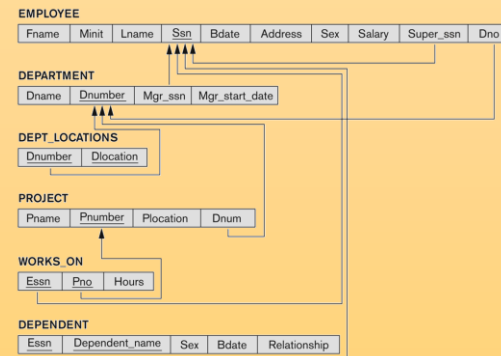 EMPLOYEE
Fname Minit Lname Ssn Bdate Address Sex Salary Super_ssn Dno
DEPARTMENT
Dname Dnumber Mgr_ssn Mgr_start_date
DEPT_LOCATIONS
Dnumber Dlocation
PROJECT
Pname Pnumber Plocation Dnum
WORKS_ON
Essn Pno Hours
DEPENDENT
Essn Dependent_name Sex Bdate Relationship